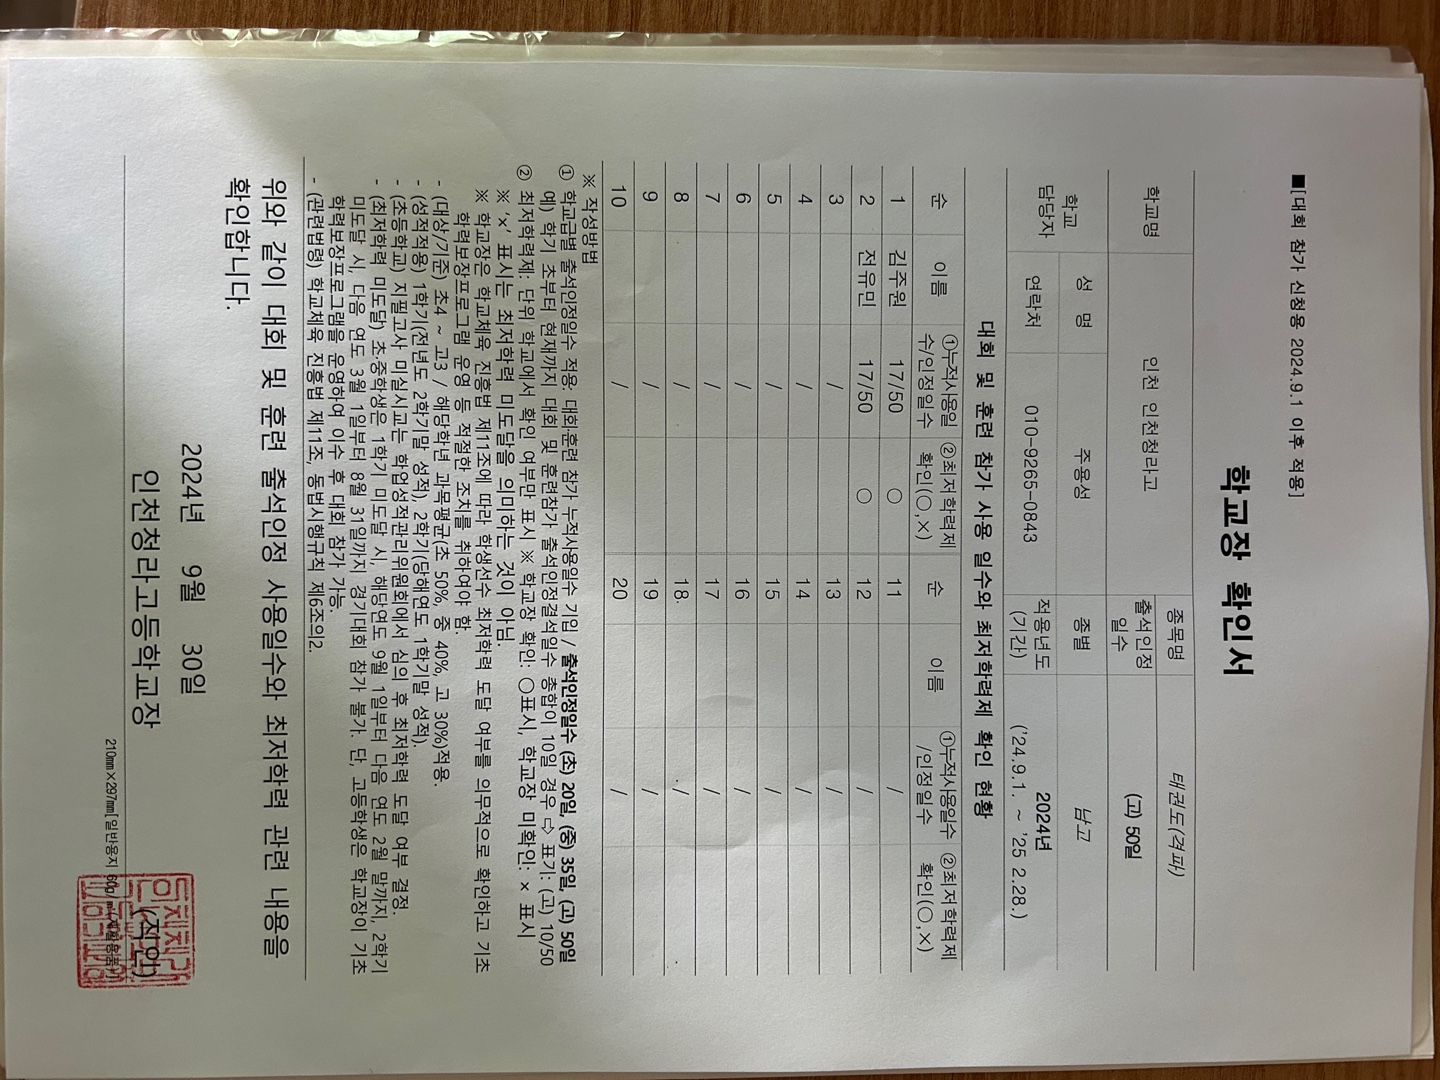 ■[대회 참가 신청용 2024.9.1 이후 적용]
학교장 확인서
학교명 인천 인천청라고 종목명 태권도(격파)
출석인정일수 (고) 50일
학교 담당자 성 명 주용성 종별 남고
연락처 010-9265-0843 적용년도(기간) 2024년 ('24.9.1. ~ '25 2.28.)
대회 및 훈련 참가 사용 일수와 최저학력제 확인 현황
순 이름 ①누적사용일수/인정일수 ②최저학력제 확인(○,×) 순 이름 ①누적사용일수/인정일수 ②최저학력제 확인(○,×)
1 김주원 17/50 ○ 11 /
2 전유민 17/50 ○ 12 /
3 / 13 /
4 / 14 /
5 / 15 /
6 / 16 /
7 / 17 /
8 / 18 /
9 / 19 /
10 / 20 /
※ 작성방법
① 학교급별 출석인정일수 적용: 대회.훈련 참가 누적사용일수 기입 / 출석인정일수 (초) 20일, (중) 35일, (고) 50일
예) 학기 초부터 현재까지 대회 및 훈련참가 출석인정결석일수 총합이 10일 경우 ⇨ 표기: (고) 10/50
② 최저학력제: 단위 학교에서 확인 여부만 표시 ※ 학교장 확인: ○표시, 학교장 미확인: × 표시
※ '×' 표시는 최저학력 미도달을 의미하는 것이 아님.
※ 학교장은 학교체육 진흥법 제11조에 따라 학생선수 최저학력 도달 여부를 의무적으로 확인하고 기초
학력보장프로그램 운영 등 적절한 조치를 취하여야 함.
- (대상/기준) 초4 ~ 고3 / 해당학년 과목평균(초 50%, 중 40%, 고 30%)적용.
- (성적적용) 1학기(전년도 2학기말 성적), 2학기(당해연도 1학기말 성적).
- (초등학교) 지필고사 미실시교는 학업성적관리위원회에서 심의 후 최저학력 도달 여부 결정.
- (최저학력 미도달) 초.중학생은 1학기 미도달 시, 해당연도 9월 1일부터 다음 연도 2월 말까지, 2학기
미도달 시, 다음 연도 3월 1일부터 8월 31일까지 경기대회 참가 불가. 단, 고등학생은 학교장이 기초
학력보장프로그램을 운영하여 이수 후 대회 참가 가능.
- (관련법령) 학교체육 진흥법 제11조, 동법시행규칙 제6조의2.
위와 같이 대회 및 훈련 출석인정 사용일수와 최저학력 관련 내용을
확인합니다.
2024년 9월 30일
인천청라고등학교장 (직인)
210mm×297mm[일반용지 60g/㎡(재활용품)]